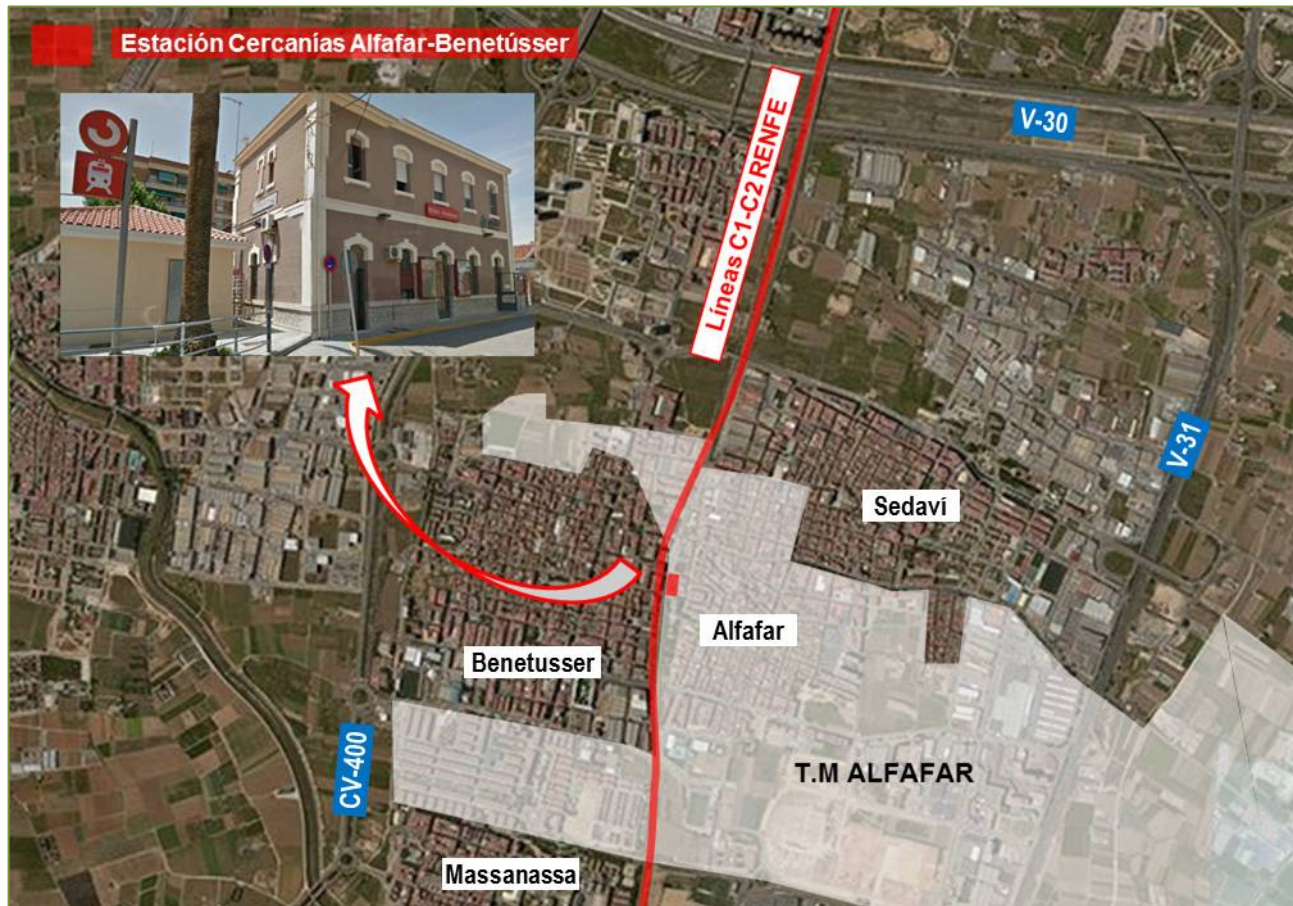 Estación Cercanías Alfafar-Benetússer
V-30
Líneas C1-C2 RENFE
V-31
Sedaví
Alfafar
Benetusser
CV-400
T.M ALFAFAR
Massanassa